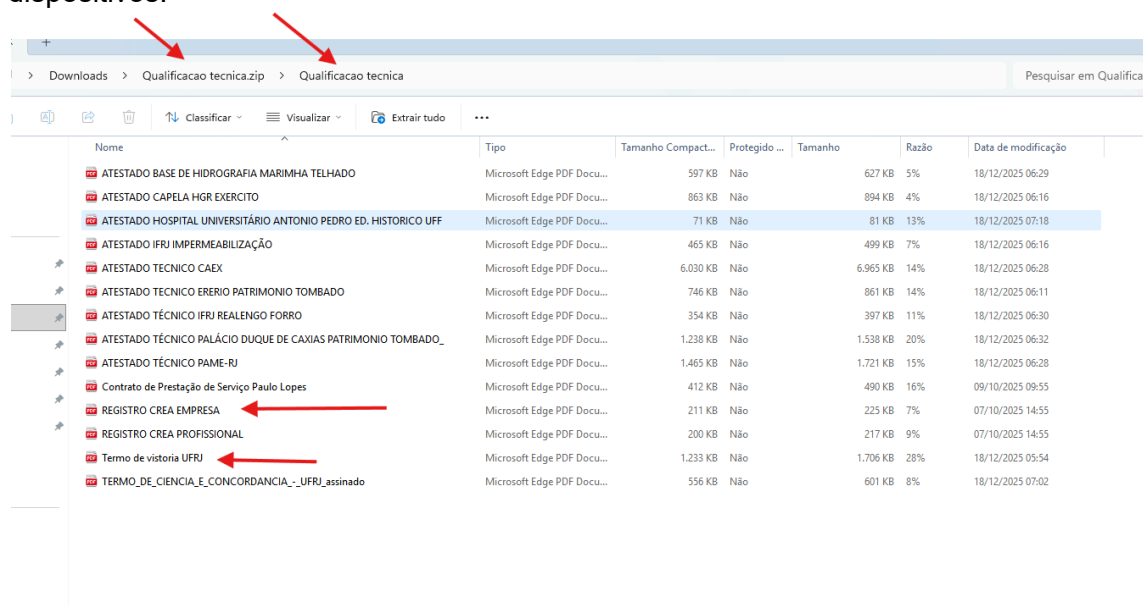 dispositivos.
+
> Downloads > Qualificacao tecnica.zip > Qualificacao tecnica
Pesquisar em Qualifica
Classificar Visualizar Extrair tudo ...
Nome Tipo Tamanho Compact... Protegido ... Tamanho Razão Data de modificação
ATESTADO BASE DE HIDROGRAFIA MARIMHA TELHADO Microsoft Edge PDF Docu... 597 KB Não 627 KB 5% 18/12/2025 06:29
ATESTADO CAPELA HGR EXERCITO Microsoft Edge PDF Docu... 863 KB Não 894 KB 4% 18/12/2025 06:16
ATESTADO HOSPITAL UNIVERSITÁRIO ANTONIO PEDRO ED. HISTORICO UFF Microsoft Edge PDF Docu... 71 KB Não 81 KB 13% 18/12/2025 07:18
ATESTADO IFRJ IMPERMEABILIZAÇÃO Microsoft Edge PDF Docu... 465 KB Não 499 KB 7% 18/12/2025 06:16
ATESTADO TECNICO CAEX Microsoft Edge PDF Docu... 6.030 KB Não 6.965 KB 14% 18/12/2025 06:28
ATESTADO TECNICO ERERIO PATRIMONIO TOMBADO Microsoft Edge PDF Docu... 746 KB Não 861 KB 14% 18/12/2025 06:11
ATESTADO TÉCNICO IFRJ REALENGO FORRO Microsoft Edge PDF Docu... 354 KB Não 397 KB 11% 18/12/2025 06:30
ATESTADO TÉCNICO PALÁCIO DUQUE DE CAXIAS PATRIMONIO TOMBADO_ Microsoft Edge PDF Docu... 1.238 KB Não 1.538 KB 20% 18/12/2025 06:32
ATESTADO TÉCNICO PAME-RJ Microsoft Edge PDF Docu... 1.465 KB Não 1.721 KB 15% 18/12/2025 06:28
Contrato de Prestação de Serviço Paulo Lopes Microsoft Edge PDF Docu... 412 KB Não 490 KB 16% 09/10/2025 09:55
REGISTRO CREA EMPRESA Microsoft Edge PDF Docu... 211 KB Não 225 KB 7% 07/10/2025 14:55
REGISTRO CREA PROFISSIONAL Microsoft Edge PDF Docu... 200 KB Não 217 KB 9% 07/10/2025 14:55
Termo de vistoria UFRJ Microsoft Edge PDF Docu... 1.233 KB Não 1.706 KB 28% 18/12/2025 05:54
TERMO_DE_CIENCIA_E_CONCORDANCIA_-_UFRJ_assinado Microsoft Edge PDF Docu... 556 KB Não 601 KB 8% 18/12/2025 07:02